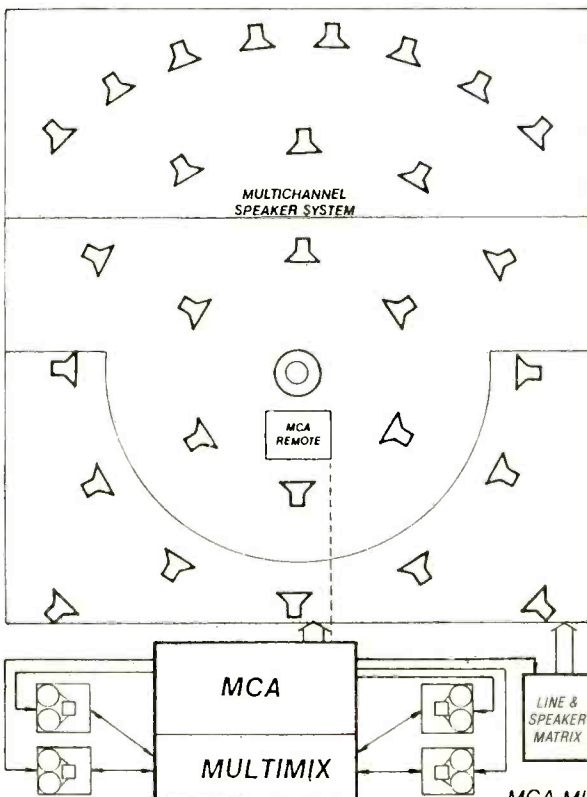 MULTICHANNEL
SPEAKER SYSTEM
MCA
REMOTE
MCA
LINE &
SPEAKER
MATRIX
MULTIMIX